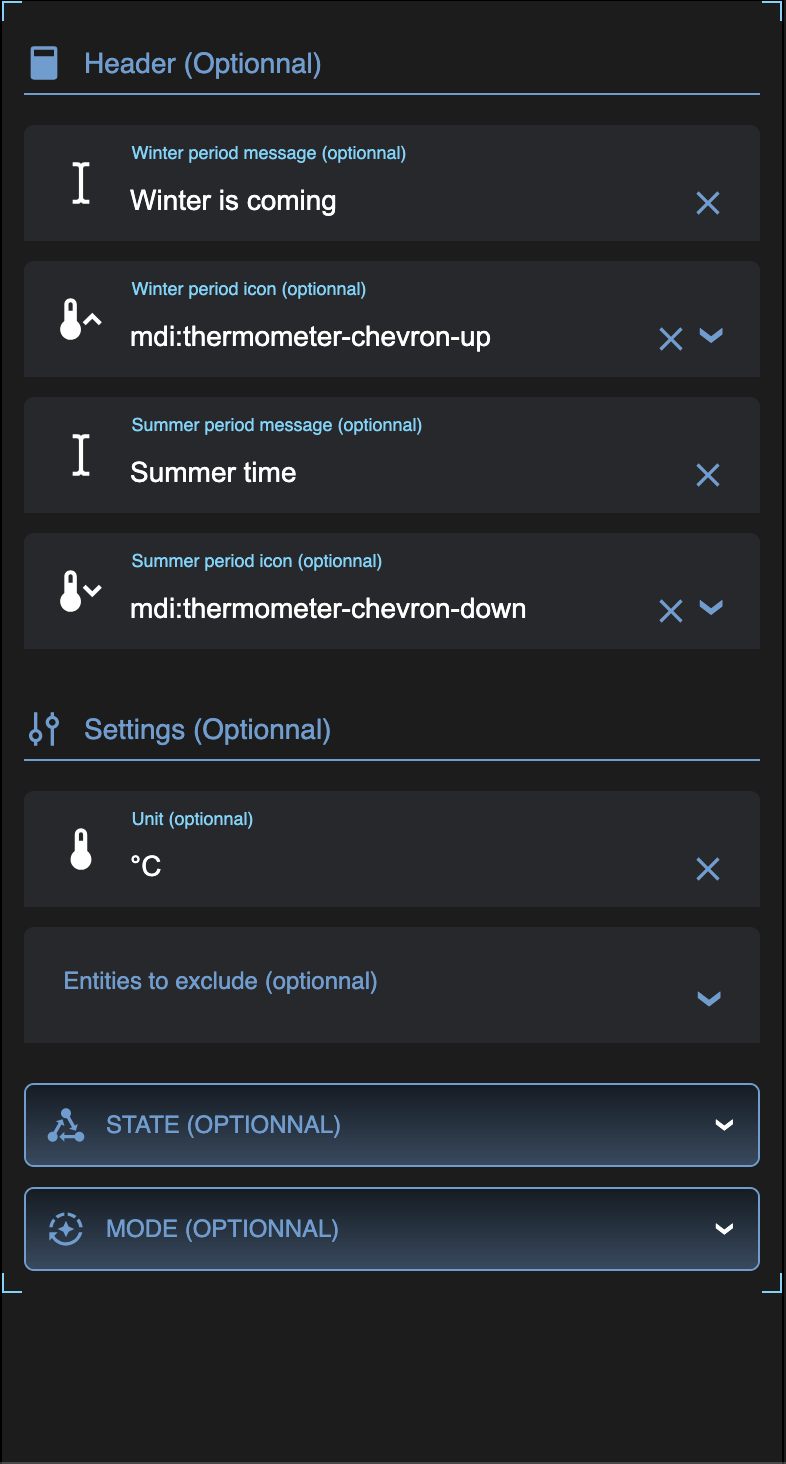 Header (Optionnal)
Winter period message (optionnal)
Winter is coming
Winter period icon (optionnal)
mdi:thermometer-chevron-up
Summer period message (optionnal)
Summer time
Summer period icon (optionnal)
mdi:thermometer-chevron-down
Settings (Optionnal)
Unit (optionnal)
°C
Entities to exclude (optionnal)
STATE (OPTIONNAL)
MODE (OPTIONNAL)